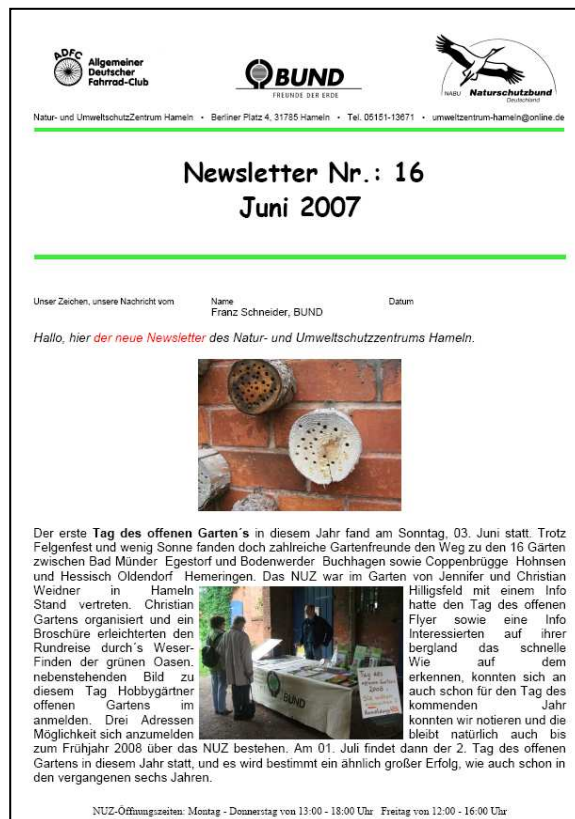 ADFC
Allgemeiner
Deutscher
Fahrrad-Club
BUND
FREUNDE DER ERDE
NABU Naturschutzbund
Deutschland
Natur- und UmweltschutzZentrum Hameln • Berliner Platz 4, 31785 Hameln • Tel. 05151-13671 • umweltzentrum-hameln@online.de
Newsletter Nr.: 16
Juni 2007
Unser Zeichen, unsere Nachricht vom Name Datum
Franz Schneider, BUND
Hallo, hier der neue Newsletter des Natur- und Umweltschutzzentrums Hameln.
Der erste Tag des offenen Garten´s in diesem Jahr fand am Sonntag, 03. Juni statt. Trotz
Felgenfest und wenig Sonne fanden doch zahlreiche Gartenfreunde den Weg zu den 16 Gärten
zwischen Bad Münder Egestorf und Bodenwerder Buchhagen sowie Coppenbrügge Hohnsen
und Hessisch Oldendorf Hemeringen. Das NUZ war im Garten von Jennifer und Christian
Weidner in Hameln Hilligsfeld mit einem Info
Stand vertreten. Christian hatte den Tag des offenen
Gartens organisiert und ein Flyer sowie eine Info
Broschüre erleichterten den Interessierten auf ihrer
Rundreise durch´s Weser- bergland das schnelle
Finden der grünen Oasen. Wie auf dem
nebenstehenden Bild zu erkennen, konnten sich an
diesem Tag Hobbygärtner auch schon für den Tag des
offenen Gartens im kommenden Jahr
anmelden. Drei Adressen konnten wir notieren und die
Möglichkeit sich anzumelden bleibt natürlich auch bis
zum Frühjahr 2008 über das NUZ bestehen. Am 01. Juli findet dann der 2. Tag des offenen
Gartens in diesem Jahr statt, und es wird bestimmt ein ähnlich großer Erfolg, wie auch schon in
den vergangenen sechs Jahren.
Tag des
offenen Garten
2008
BUND
NUZ-Öffnungszeiten: Montag - Donnerstag von 13:00 - 18:00 Uhr Freitag von 12:00 - 16:00 Uhr